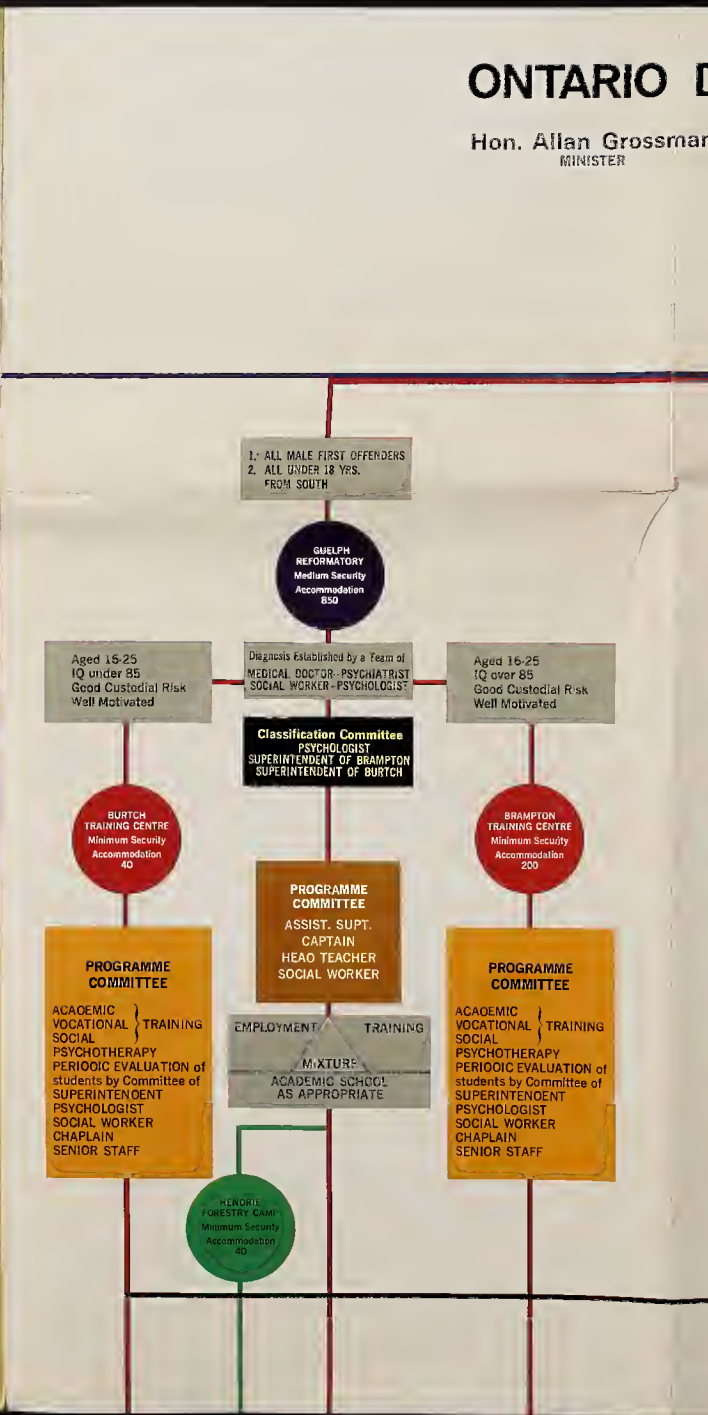 ONTARIO D
Hon. Allan Grossman
MINISTER
1. ALL MALE FIRST OFFENDERS
2. ALL UNDER 18 YRS.
FROM SOUTH
GUELPH
REFORMATORY
Medium Security
Accommodation
850
Diagnosis Established by a Team of
MEDICAL DOCTOR - PSYCHIATRIST
SOCIAL WORKER - PSYCHOLOGIST
Aged 16-25
IQ under 85
Good Custodial Risk
Well Motivated
Aged 16-25
IQ over 85
Good Custodial Risk
Well Motivated
Classification Committee
PSYCHOLOGIST
SUPERINTENDENT OF BRAMPTON
SUPERINTENDENT OF BURTCH
BURTCH
TRAINING CENTRE
Minimum Security
Accommodation
40
BRAMPTON
TRAINING CENTRE
Minimum Security
Accommodation
200
PROGRAMME
COMMITTEE
ASSIST. SUPT.
CAPTAIN
HEAD TEACHER
SOCIAL WORKER
PROGRAMME
COMMITTEE
ACADEMIC
VOCATIONAL } TRAINING
SOCIAL
PSYCHOTHERAPY
PERIODIC EVALUATION of
students by Committee of
SUPERINTENDENT
PSYCHOLOGIST
SOCIAL WORKER
CHAPLAIN
SENIOR STAFF
EMPLOYMENT TRAINING
MIXTURE
ACADEMIC SCHOOL
AS APPROPRIATE
PROGRAMME
COMMITTEE
ACADEMIC
VOCATIONAL } TRAINING
SOCIAL
PSYCHOTHERAPY
PERIODIC EVALUATION of
students by Committee of
SUPERINTENDENT
PSYCHOLOGIST
SOCIAL WORKER
CHAPLAIN
SENIOR STAFF
HENDRIE
FORESTRY CAMP
Minimum Security
Accommodation
40